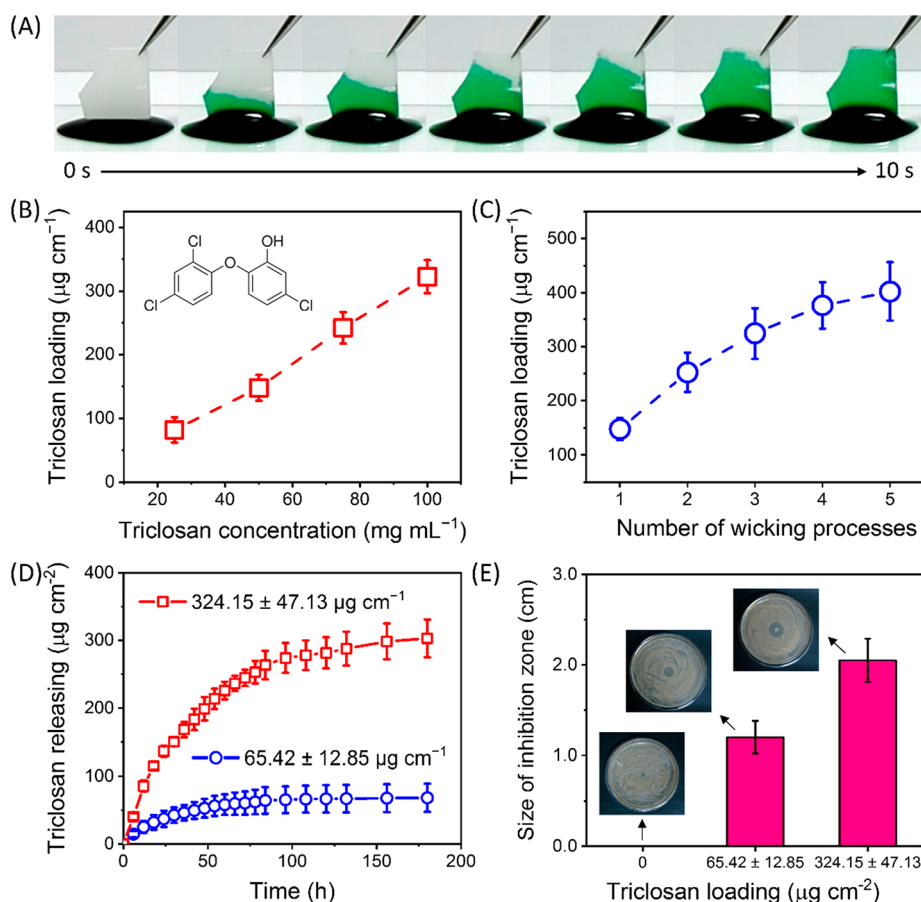 (A)
0 s
10 s
(B)
Triclosan loading (µg cm⁻¹)
400
300
200
100
0
Cl
OH
O
Cl
Cl
20
40
60
80
100
Triclosan concentration (mg mL⁻¹)
(C)
Triclosan loading (µg cm⁻¹)
500
400
300
200
100
1
2
3
4
5
Number of wicking processes
(D)
Triclosan releasing (µg cm⁻²)
400
300
200
100
0
324.15 ± 47.13 µg cm⁻¹
65.42 ± 12.85 µg cm⁻¹
0
50
100
150
200
Time (h)
(E)
Size of inhibition zone (cm)
3.0
2.0
1.0
0.0
0
65.42 ± 12.85
324.15 ± 47.13
Triclosan loading (µg cm⁻²)